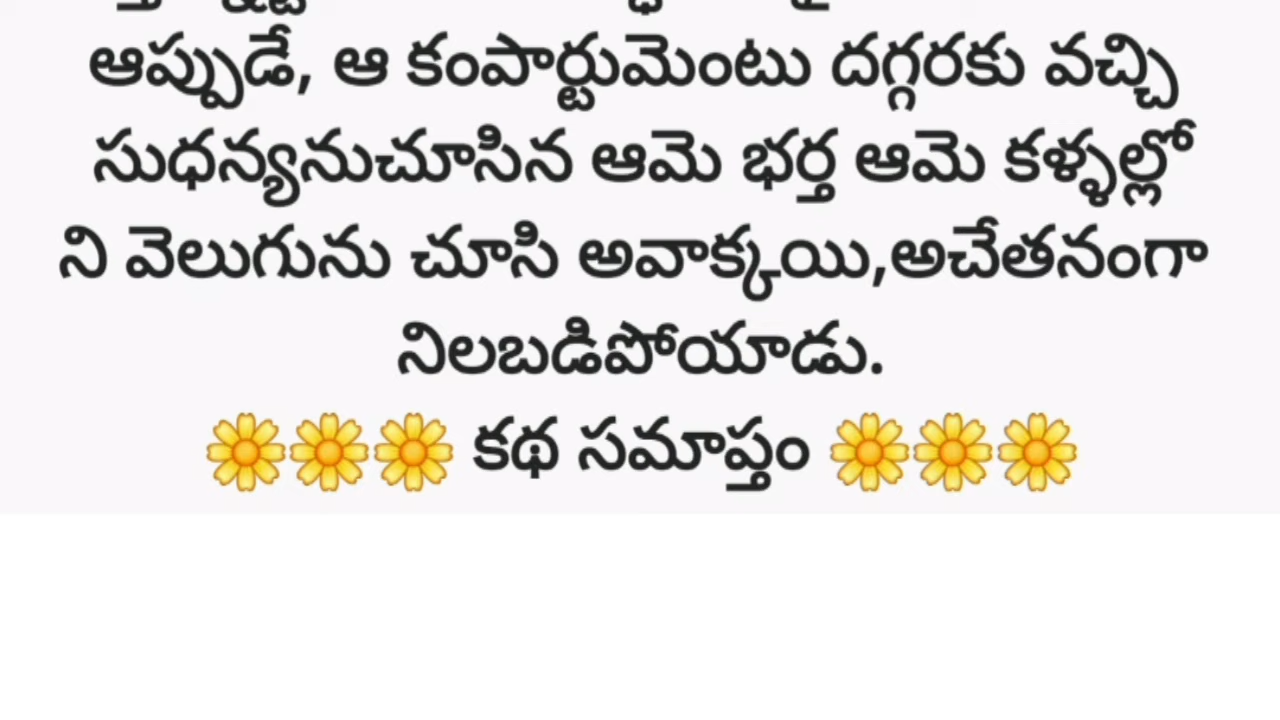 ఆప్పుడే, ఆ కంపార్టుమెంటు దగ్గరకు వచ్చి
సుధన్యనుచూసిన ఆమె భర్త ఆమె కళ్ళల్లో
ని వెలుగును చూసి అవాక్కయి,అచేతనంగా
నిలబడిపోయాడు.
🌼🌼🌼 కథ సమాప్తం 🌼🌼🌼